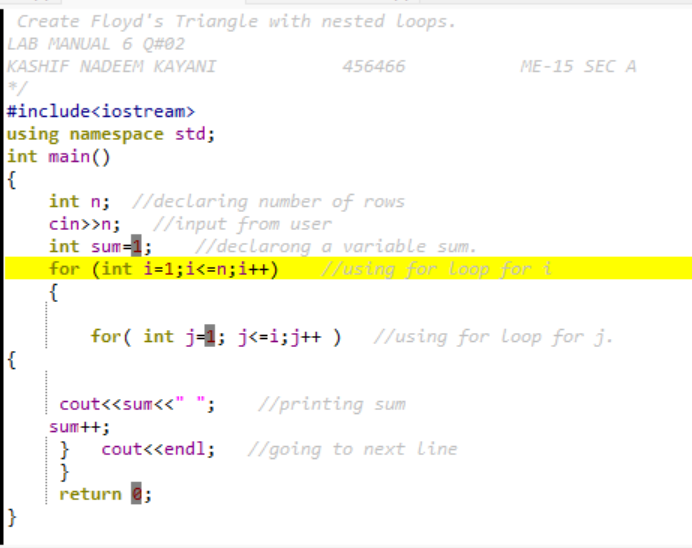 Create Floyd's Triangle with nested loops.
LAB MANUAL 6 Q#02
KASHIF NADEEM KAYANI 456466 ME-15 SEC A
*/
#include<iostream>
using namespace std;
int main()
{
int n; //declaring number of rows
cin>>n; //input from user
int sum=1; //declarong a variable sum.
for (int i=1;i<=n;i++) //using for loop for i
{
for( int j=1; j<=i;j++ ) //using for loop for j.
{
cout<<sum<<" "; //printing sum
sum++;
} cout<<endl; //going to next line
}
return 0;
}